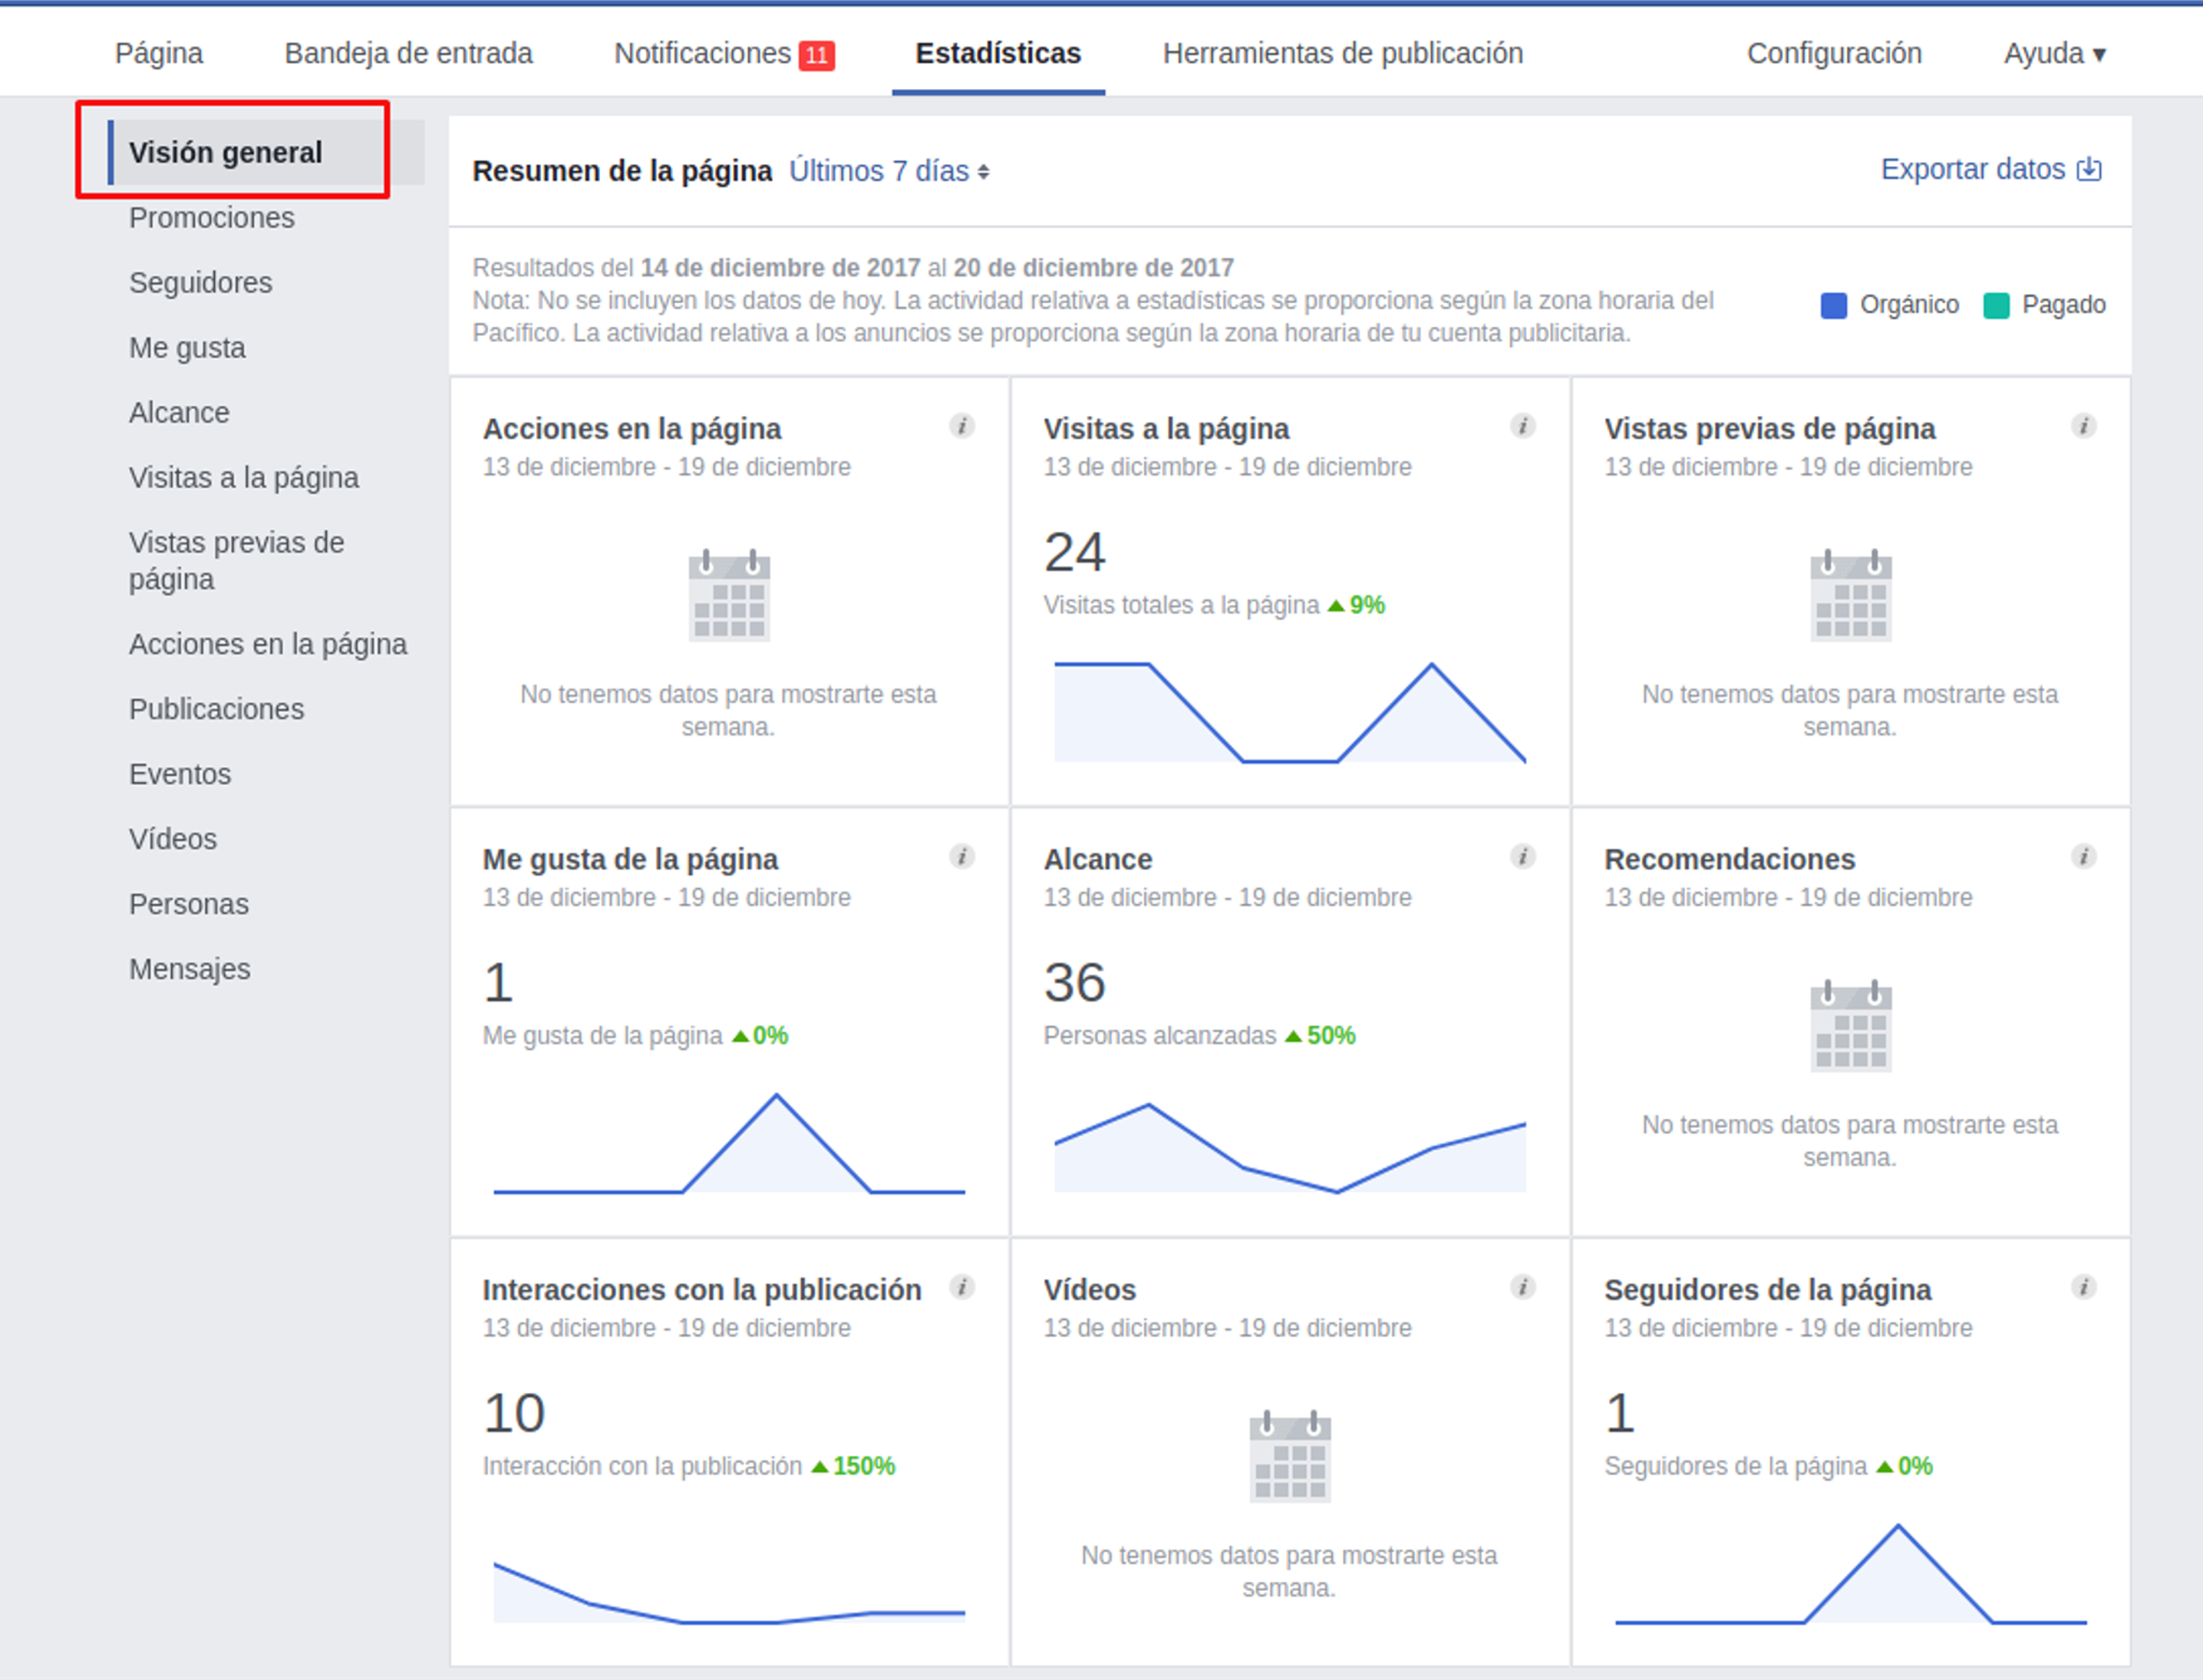 Página Bandeja de entrada Notificaciones 11 Estadísticas Herramientas de publicación Configuración Ayuda ▾
Visión general
Promociones
Seguidores
Me gusta
Alcance
Visitas a la página
Vistas previas de
página
Acciones en la página
Publicaciones
Eventos
Vídeos
Personas
Mensajes
Resumen de la página Últimos 7 días
Exportar datos
Resultados del 14 de diciembre de 2017 al 20 de diciembre de 2017
Nota: No se incluyen los datos de hoy. La actividad relativa a estadísticas se proporciona según la zona horaria del
Pacífico. La actividad relativa a los anuncios se proporciona según la zona horaria de tu cuenta publicitaria.
Orgánico Pagado
Acciones en la página i
13 de diciembre - 19 de diciembre
No tenemos datos para mostrarte esta
semana.
Visitas a la página i
13 de diciembre - 19 de diciembre
24
Visitas totales a la página ▲9%
Vistas previas de página i
13 de diciembre - 19 de diciembre
No tenemos datos para mostrarte esta
semana.
Me gusta de la página i
13 de diciembre - 19 de diciembre
1
Me gusta de la página ▲0%
Alcance i
13 de diciembre - 19 de diciembre
36
Personas alcanzadas ▲50%
Recomendaciones i
13 de diciembre - 19 de diciembre
No tenemos datos para mostrarte esta
semana.
Interacciones con la publicación i
13 de diciembre - 19 de diciembre
10
Interacción con la publicación ▲150%
Vídeos i
13 de diciembre - 19 de diciembre
No tenemos datos para mostrarte esta
semana.
Seguidores de la página i
13 de diciembre - 19 de diciembre
1
Seguidores de la página ▲0%